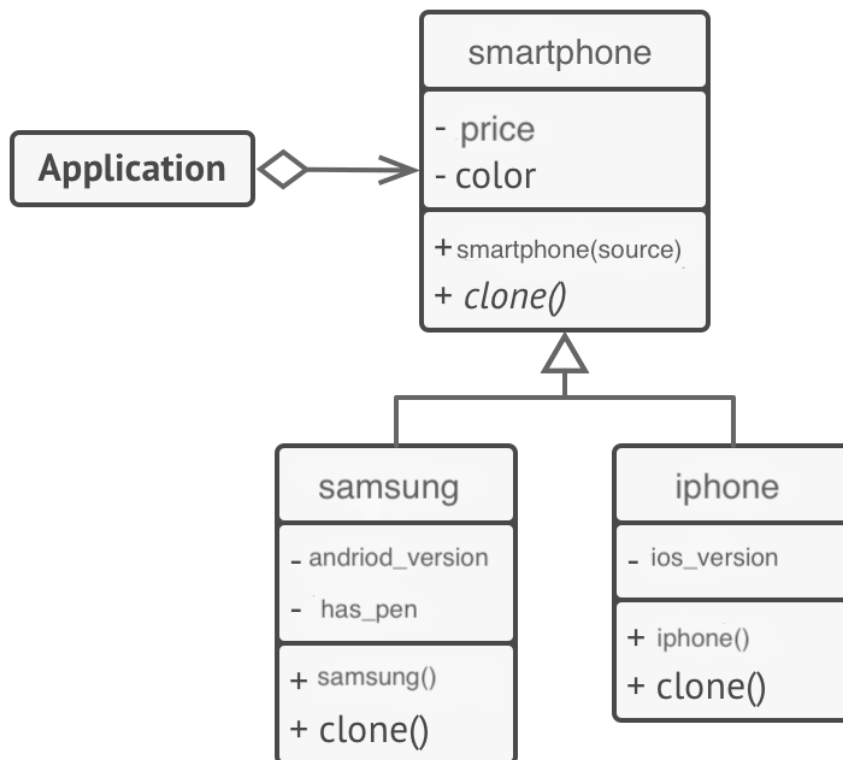 smartphone
- price
- color
Application
+ smartphone(source)
+ clone()
samsung
- andriod_version
- has_pen
+ samsung()
+ clone()
iphone
- ios_version
+ iphone()
+ clone()